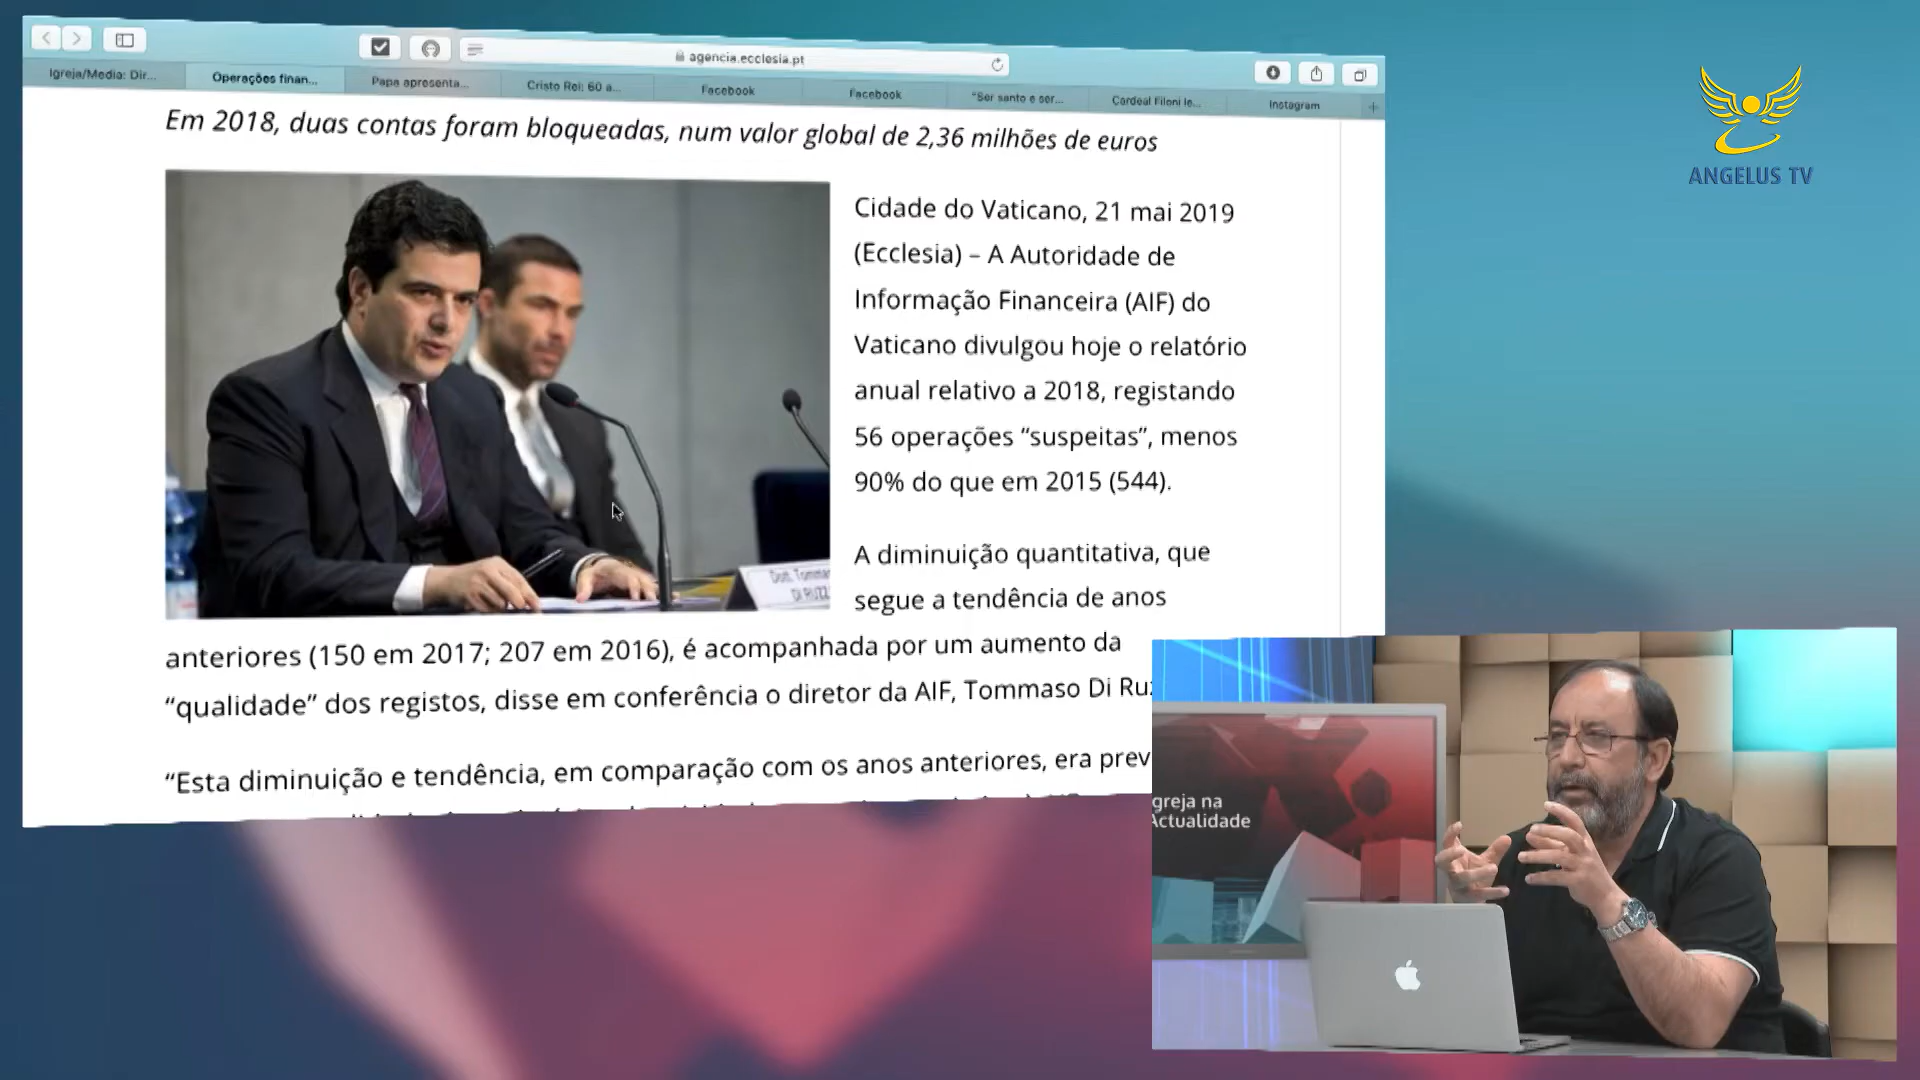 agencia.ecclesia.pt
Igreja/Media: Dir...
Operações finan...
Papa apresenta...
Cristo Rei: 60 a...
Facebook
Facebook
“Ser santo e ser...
Cardeal Filoni le...
Instagram
ANGELUS TV
Em 2018, duas contas foram bloqueadas, num valor global de 2,36 milhões de euros
Cidade do Vaticano, 21 mai 2019
(Ecclesia) – A Autoridade de
Informação Financeira (AIF) do
Vaticano divulgou hoje o relatório
anual relativo a 2018, registando
56 operações “suspeitas”, menos
90% do que em 2015 (544).
Dott. Tomma
DI RUZZ
A diminuição quantitativa, que
segue a tendência de anos
anteriores (150 em 2017; 207 em 2016), é acompanhada por um aumento da
“qualidade” dos registos, disse em conferência o diretor da AIF, Tommaso Di Ruz
“Esta diminuição e tendência, em comparação com os anos anteriores, era prev
greja na
Actualidade